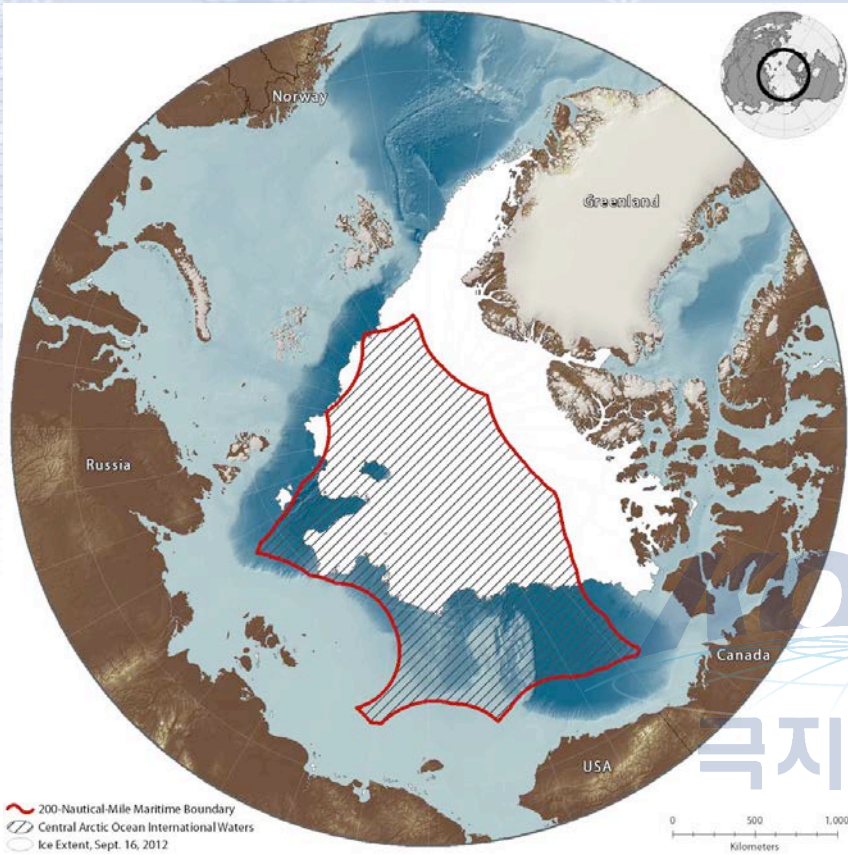 Norway
Greenland
Russia
Canada
USA
극지
200-Nautical-Mile Maritime Boundary
Central Arctic Ocean International Waters
Ice Extent, Sept. 16, 2012
0 500 1,000
Kilometers